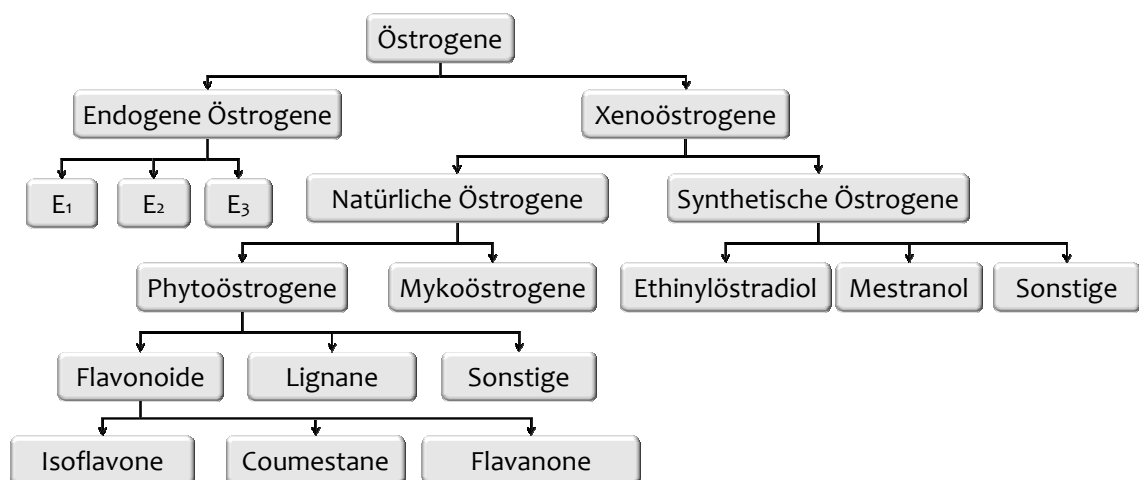 Östrogene
Endogene Östrogene
Xenoöstrogene
E1
E2
E3
Natürliche Östrogene
Synthetische Östrogene
Phytoöstrogene
Mykoöstrogene
Ethinylöstradiol
Mestranol
Sonstige
Flavonoide
Lignane
Sonstige
Isoflavone
Coumestane
Flavanone